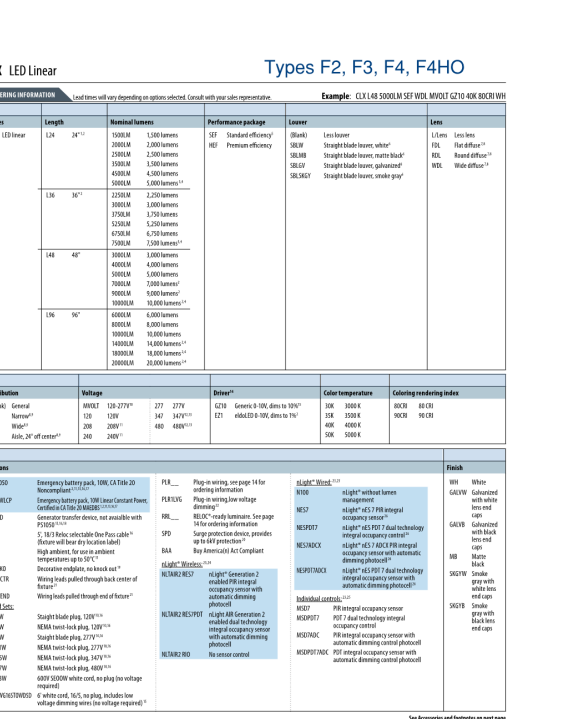 LED Linear
Types F2, F3, F4, F4HO
ERING INFORMATION
Lead times will vary depending on options selected. Consult with your sales representative.
Example: CLX L48 5000LM SEF WDL MVOLT GZ10 40K 80CRI WH
Length
Nominal lumens
Performance package
Louver
Lens
LED linear
L24 24"
1500LM 1,500 lumens
2000LM 2,000 lumens
2500LM 2,500 lumens
3500LM 3,500 lumens
4500LM 4,500 lumens
5000LM 5,000 lumens
L36 36"
2250LM 2,250 lumens
3000LM 3,000 lumens
3750LM 3,750 lumens
5250LM 5,250 lumens
6750LM 6,750 lumens
7500LM 7,500 lumens
L48 48"
3000LM 3,000 lumens
4000LM 4,000 lumens
5000LM 5,000 lumens
7000LM 7,000 lumens
9000LM 9,000 lumens
10000LM 10,000 lumens
L96 96"
6000LM 6,000 lumens
8000LM 8,000 lumens
10000LM 10,000 lumens
14000LM 14,000 lumens
18000LM 18,000 lumens
20000LM 20,000 lumens
SEF Standard efficiency
HEF Premium efficiency
(Blank) Less louver
SBLW Straight blade louver, white
SBLMB Straight blade louver, matte black
SBLGV Straight blade louver, galvanized
SBLSKGY Straight blade louver, smoke gray
L/Lens Less lens
FDL Flat diffuse
RDL Round diffuse
WDL Wide diffuse
ibution
Voltage
Driver
Color temperature
Coloring rendering index
nk) General
Narrow
Wide
Aisle, 24" off center
MVOLT 120-277V
120 120V
208 208V
240 240V
277 277V
347 347V
480 480V
GZ10 Generic 0-10V, dims to 10%
EZ1 eldoLED 0-10V, dims to 1%
30K 3000 K
35K 3500 K
40K 4000 K
50K 5000 K
80CRI 80 CRI
90CRI 90 CRI
ons
Finish
050 Emergency battery pack, 10W, CA Title 20
Noncompliant
WLCP Emergency battery pack, 10W Linear Constant Power,
Certified in CA Title 20 MAEDBS
D Generator transfer device, not available with
PS1050
5', 18/3 Reloc selectable One Pass cable
(fixture will bear dry location label)
High ambient, for use in ambient
temperatures up to 50°C
KO Decorative endplate, no knock out
CTR Wiring leads pulled through back center of
fixture
END Wiring leads pulled through end of fixture
d Sets:
W Staight blade plug, 120V
W NEMA twist-lock plug, 120V
W Straight blade plug, 277V
W NEMA twist-lock plug, 277V
W NEMA twist-lock plug, 347V
W NEMA twist-lock plug, 480V
W 600V SEOOW white cord, no plug (no voltage
required)
WG16STOWDSD 6' white cord, 16/5, no plug, includes low
voltage dimming wires (no voltage required)
PLR__ Plug-in wiring, see page 14 for
ordering information
PLR1LVG Plug-in wiring,low voltage
dimming
RRL__ RELOC®-ready luminaire. See page
14 for ordering information
SPD Surge protection device, provides
up to 6kV protection
BAA Buy America(n) Act Compliant
nLight® Wireless:
NLTAIR2 RES7 nLight® Generation 2
enabled PIR integral
occupancy sensor with
automatic dimming
photocell
NLTAIR2 RES7PDT nLight AIR Generation 2
enabled dual technology
integral occupancy sensor
with automatic dimming
photocell
NLTAIR2 RIO No sensor control
nLight® Wired:
N100 nLight® without lumen
management
NES7 nLight® nES 7 PIR integral
occupancy sensor
NESPDT7 nLight® nES PDT 7 dual technology
integral occupancy control
NES7ADCX nLight® nES 7 ADCX PIR integral
occupancy sensor with automatic
dimming photocell
NESPDT7ADCX nLight® nES PDT 7 dual technology
integral occupancy sensor with
automatic dimming photocell
Individual controls:
MSD7 PIR integral occupancy sensor
MSDPDT7 PDT 7 dual technology integral
occupancy control
MSD7ADC PIR integral occupancy sensor with
automatic dimming control photocell
MSDPDT7ADC PDT integral occupancy sensor with
automatic dimming control photocell
WH White
GALVW Galvanized
with white
lens end
caps
GALVB Galvanized
with black
lens end
caps
MB Matte
black
SKGYW Smoke
gray with
white lens
end caps
SKGYB Smoke
gray with
black lens
end caps
See Accessories and footnotes on next page